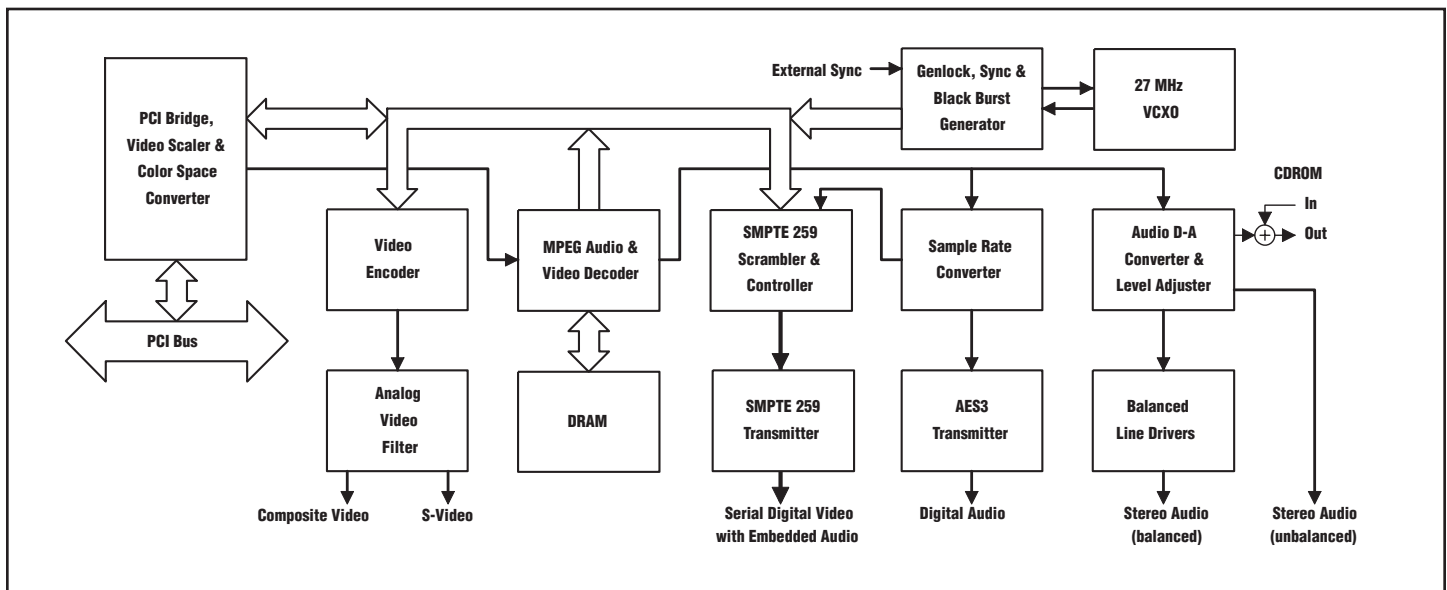 External Sync
Genlock, Sync &
Black Burst
Generator
27 MHz
VCXO
PCI Bridge,
Video Scaler &
Color Space
Converter
CDROM
In
Out
Video
Encoder
MPEG Audio &
Video Decoder
SMPTE 259
Scrambler &
Controller
Sample Rate
Converter
Audio D-A
Converter &
Level Adjuster
+
PCI Bus
Analog
Video
Filter
DRAM
SMPTE 259
Transmitter
AES3
Transmitter
Balanced
Line Drivers
Composite Video
S-Video
Serial Digital Video
with Embedded Audio
Digital Audio
Stereo Audio
(balanced)
Stereo Audio
(unbalanced)